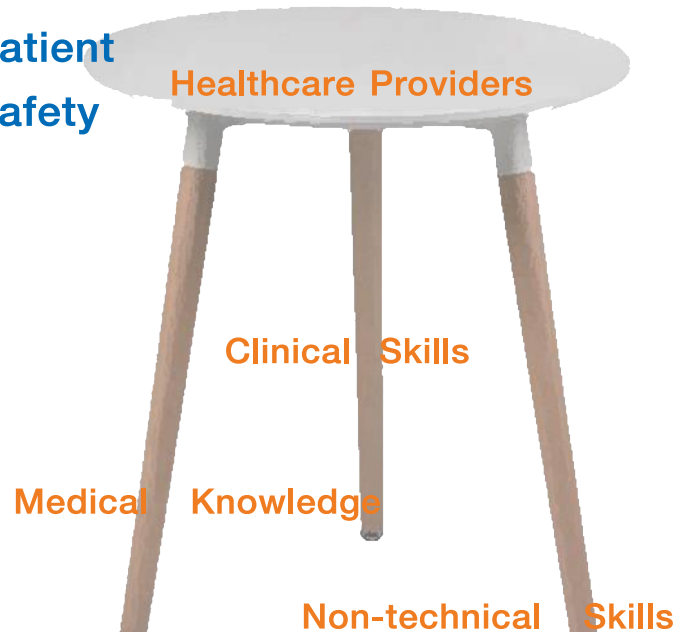 atient
Healthcare Providers
afety
Clinical Skills
Medical Knowledge
Non-technical Skills